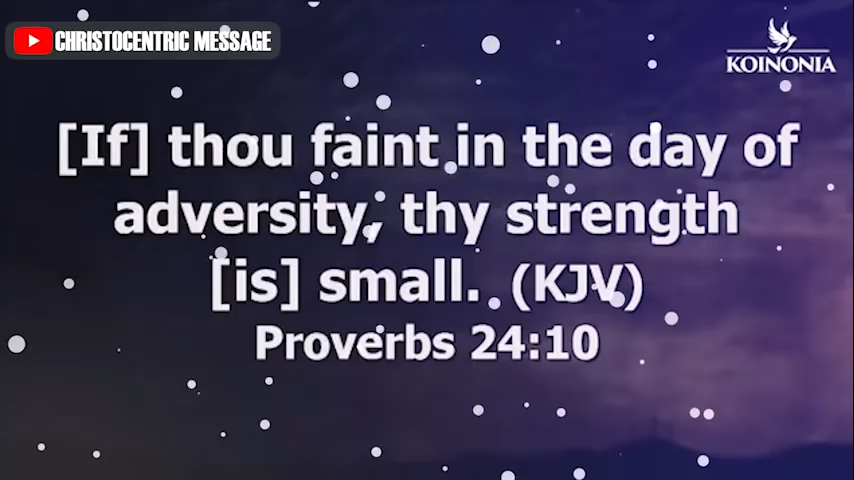 CHRISTOCENTRIC MESSAGE
KOINONIA
[If] thou faint in the day of
adversity, thy strength
[is] small. (KJV)
Proverbs 24:10